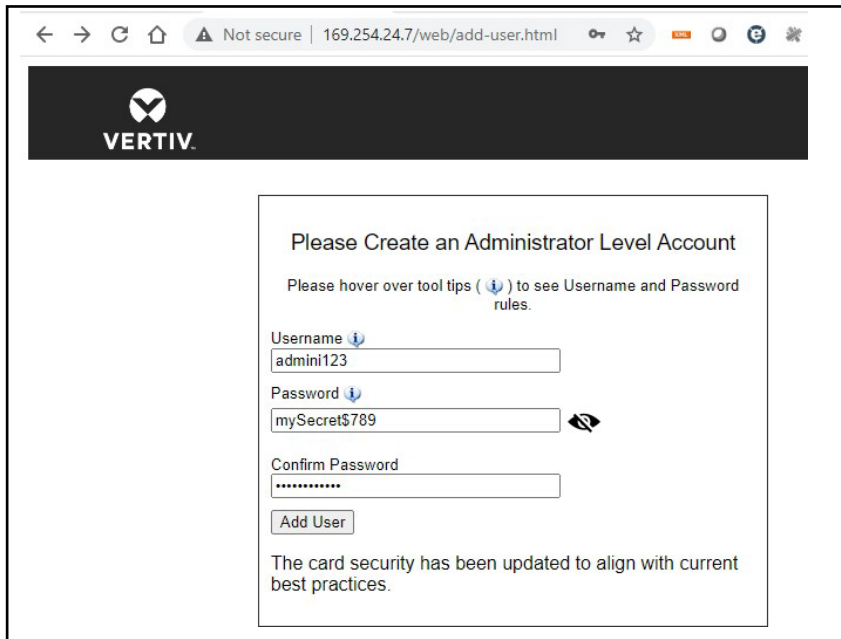 Not secure | 169.254.24.7/web/add-user.html
XML
VERTIV™
Please Create an Administrator Level Account
Please hover over tool tips ( i ) to see Username and Password
rules.
Username i
admini123
Password i
mySecret$789
Confirm Password
••••••••••••
Add User
The card security has been updated to align with current
best practices.